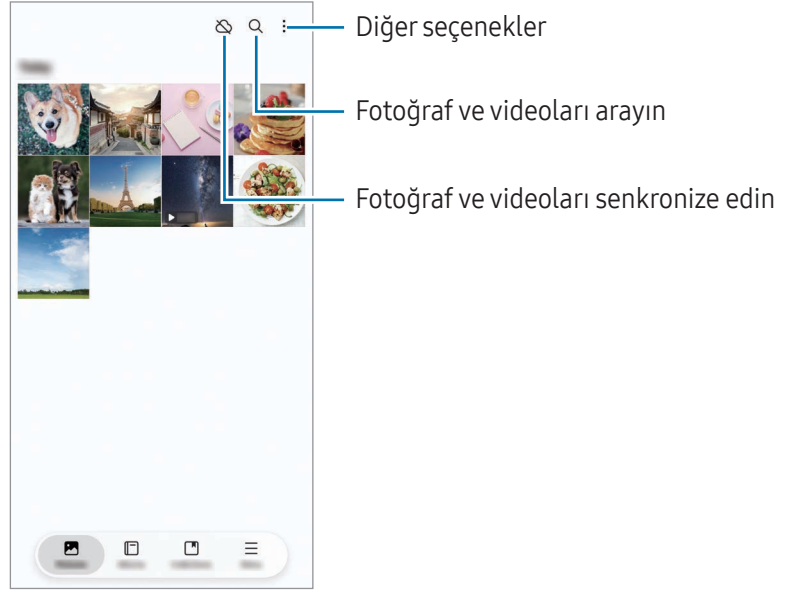 Diğer seçenekler
Fotoğraf ve videoları arayın
Fotoğraf ve videoları senkronize edin